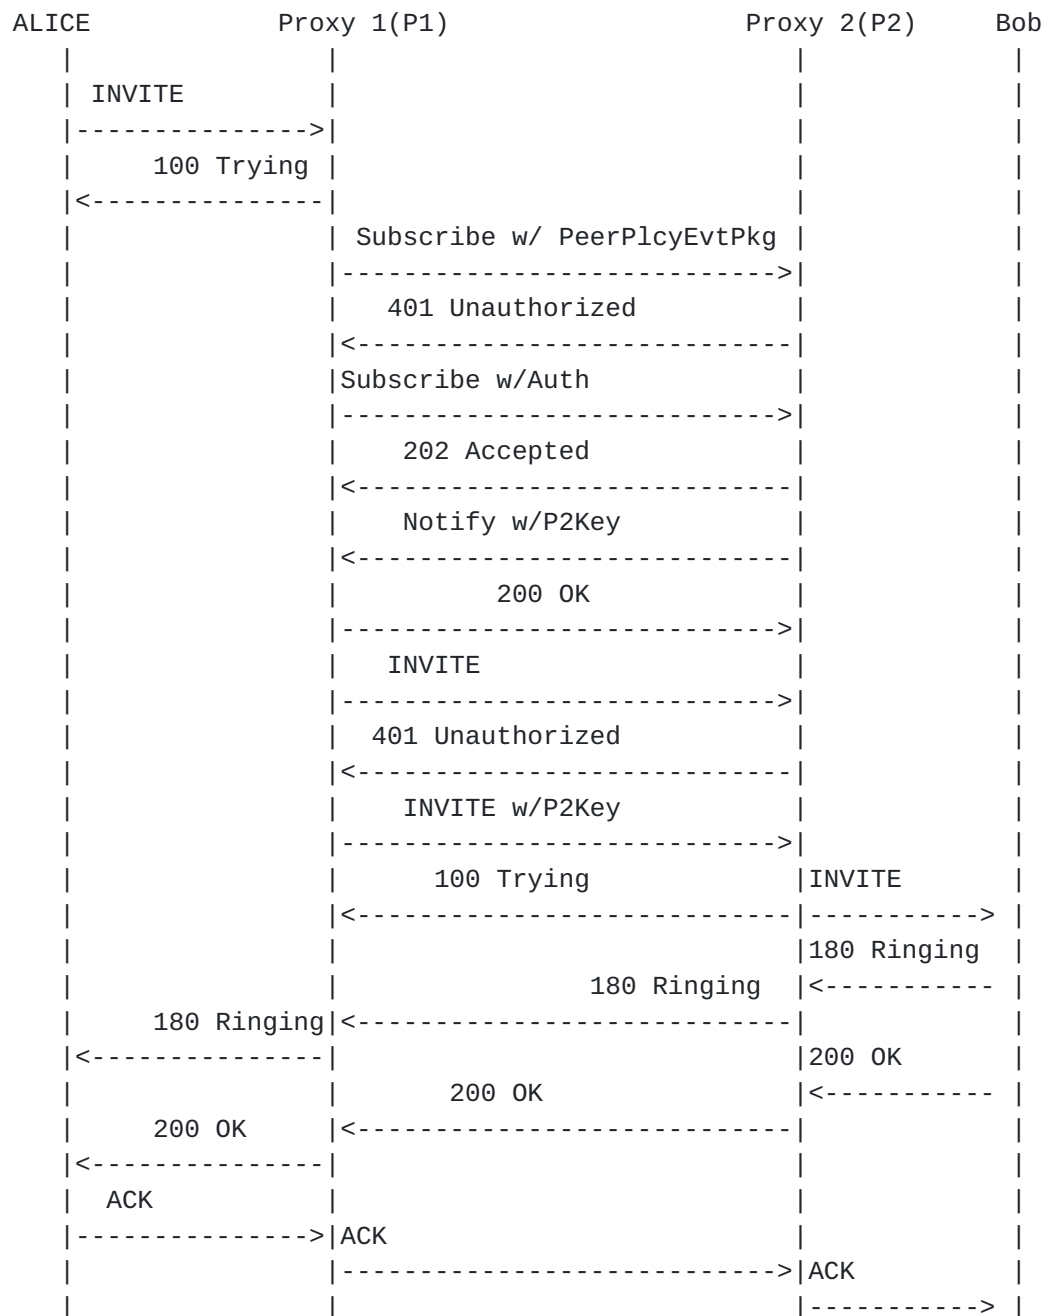 ALICE            Proxy 1(P1)                   Proxy 2(P2)     Bob
INVITE
100 Trying
Subscribe w/ PeerPlcyEvtPkg
401 Unauthorized
Subscribe w/Auth
202 Accepted
Notify w/P2Key
200 OK
INVITE
401 Unauthorized
INVITE w/P2Key
100 Trying             INVITE
180 Ringing
180 Ringing
180 Ringing
200 OK
200 OK
200 OK
ACK
ACK
ACK